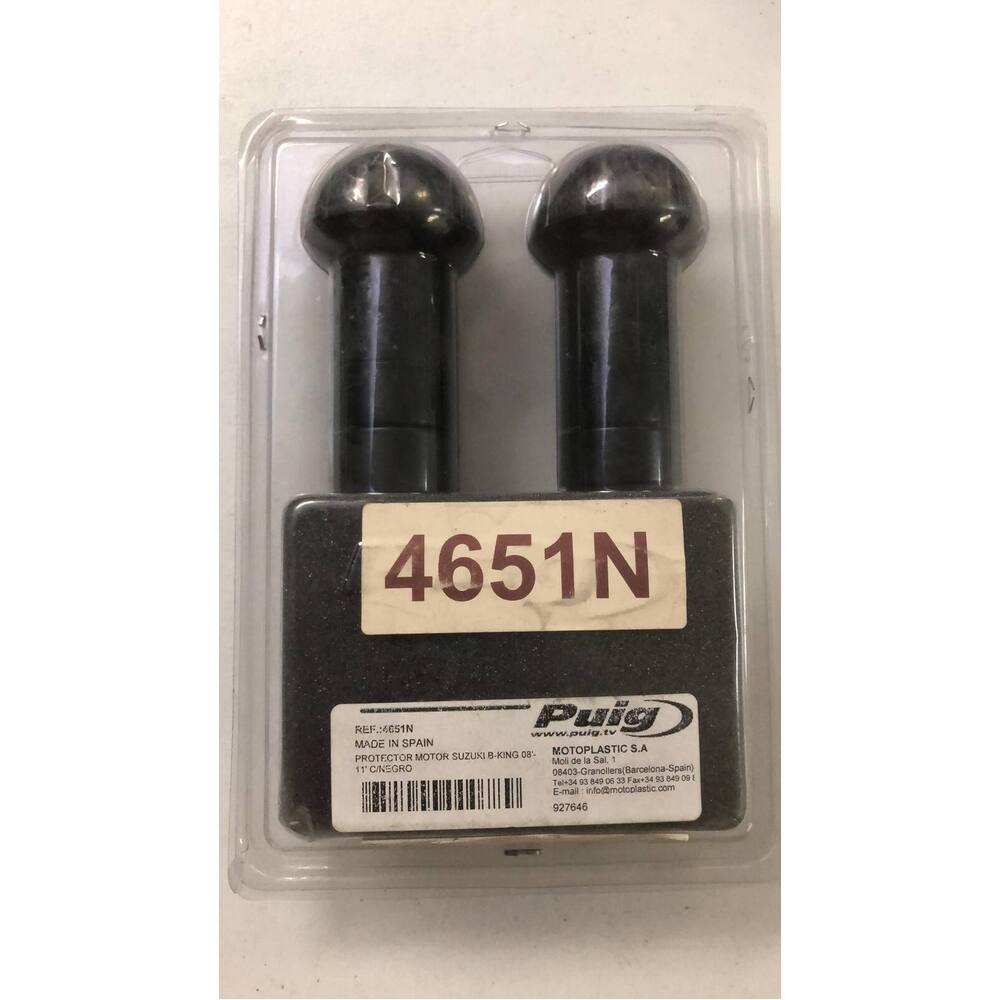 4651N
REF.:4651N
MADE IN SPAIN
PROTECTOR MOTOR SUZUKI B-KING 08'-
11' C/NEGRO
Puig
www.puig.tv
MOTOPLASTIC S.A
Moli de la Sal, 1
08403-Granollers(Barcelona-Spain)
Tel+34 93 849 06 33 Fax+34 93 849 09 8
E-mail : info@motoplastic.com
927646